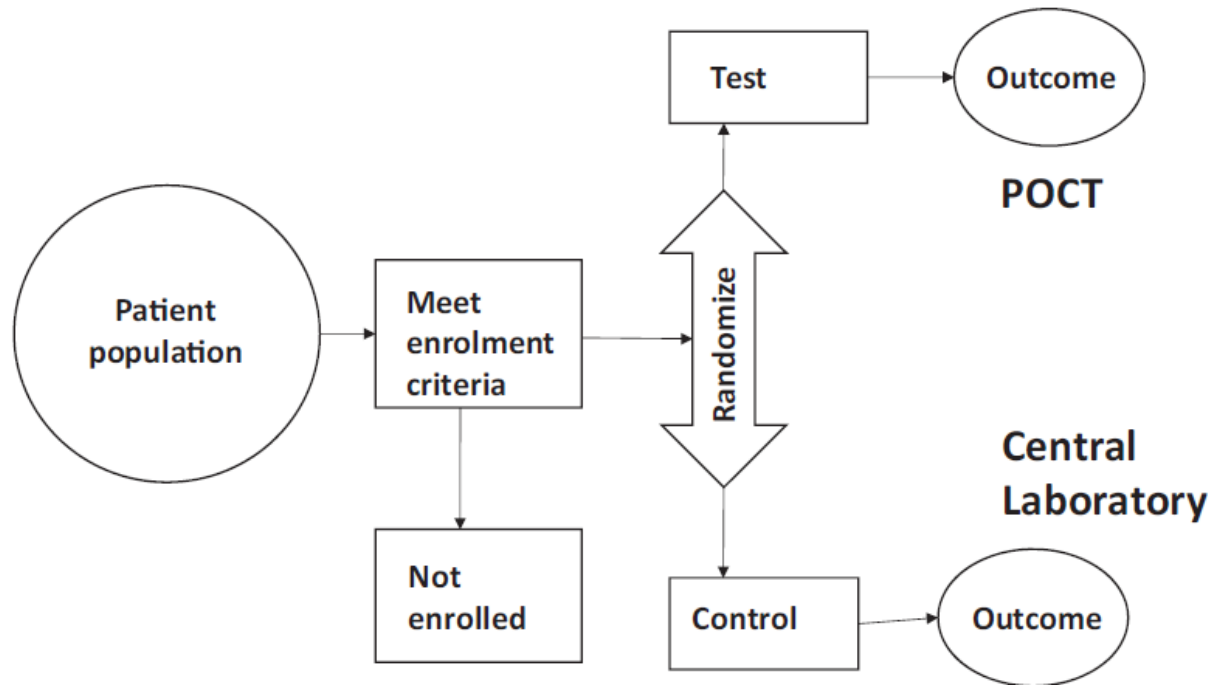 Test
Outcome
POCT
Patient
population
Meet
enrolment
criteria
Randomize
Central
Laboratory
Not
enrolled
Control
Outcome